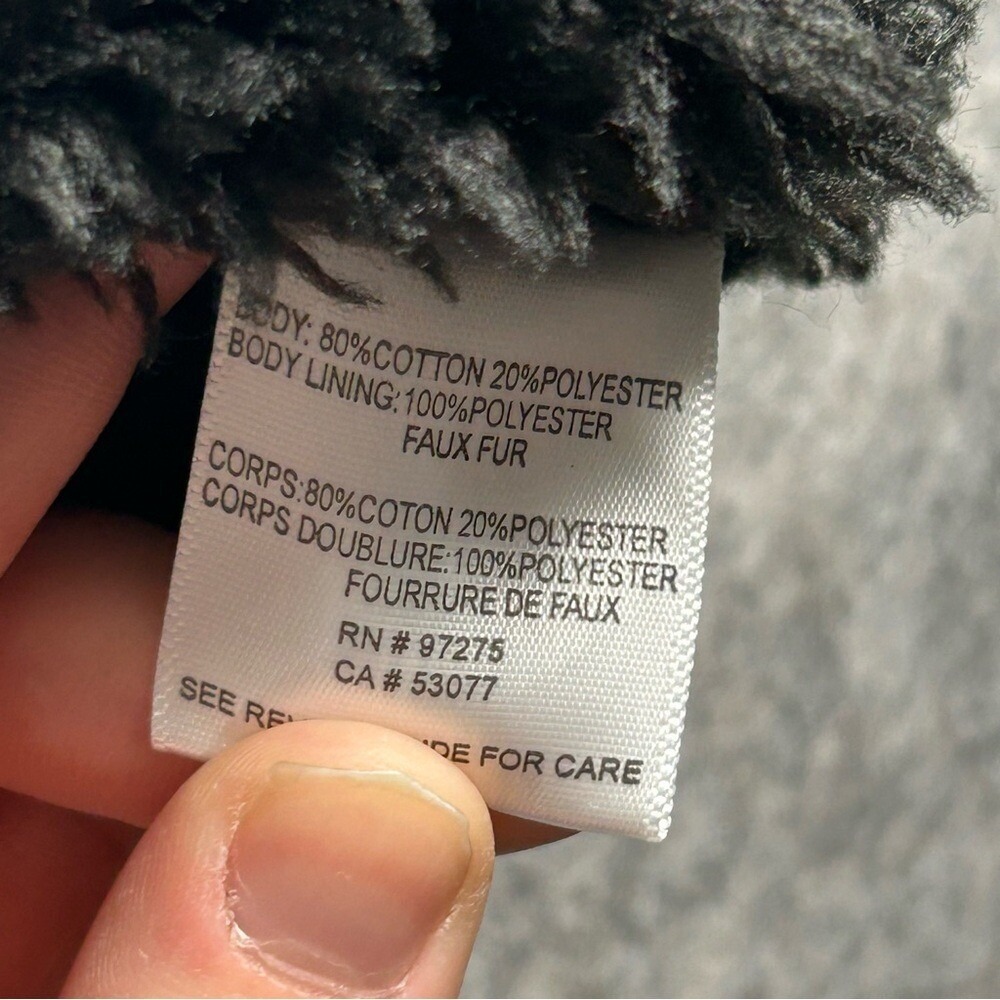 BODY: 80%COTTON 20%POLYESTER
BODY LINING:100%POLYESTER
FAUX FUR
CORPS:80%COTON 20%POLYESTER
CORPS DOUBLURE:100%POLYESTER
FOURRURE DE FAUX
RN # 97275
CA # 53077
SEE FOR CARE